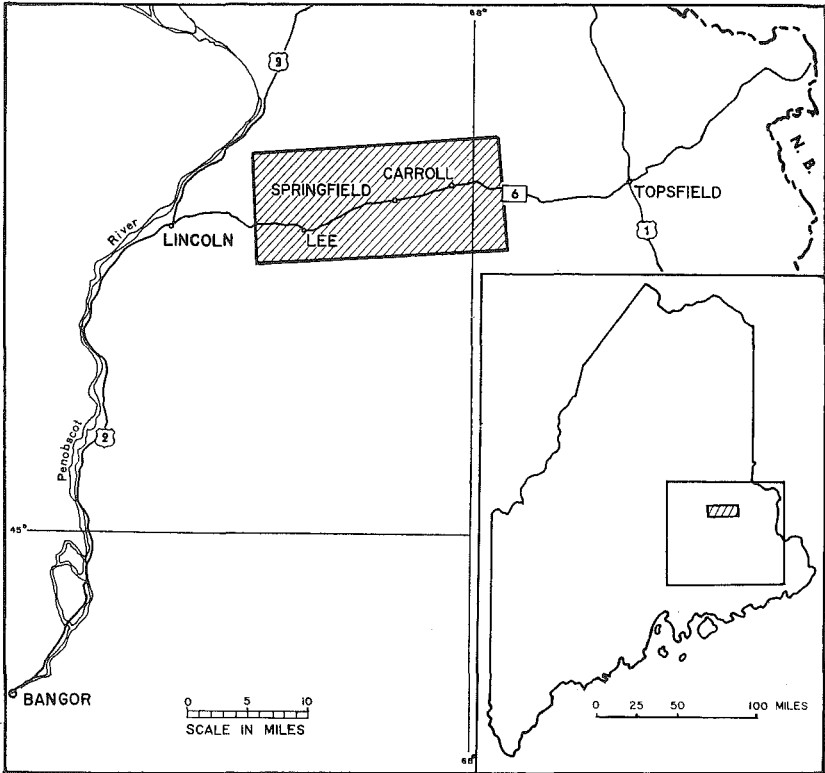 68°
9
N. B.
CARROLL
SPRINGFIELD
6
TOPSFIELD
River
LINCOLN
LEE
1
Penobscot
2
45°
BANGOR
0 5 10
SCALE IN MILES
0 25 50 100 MILES
68°